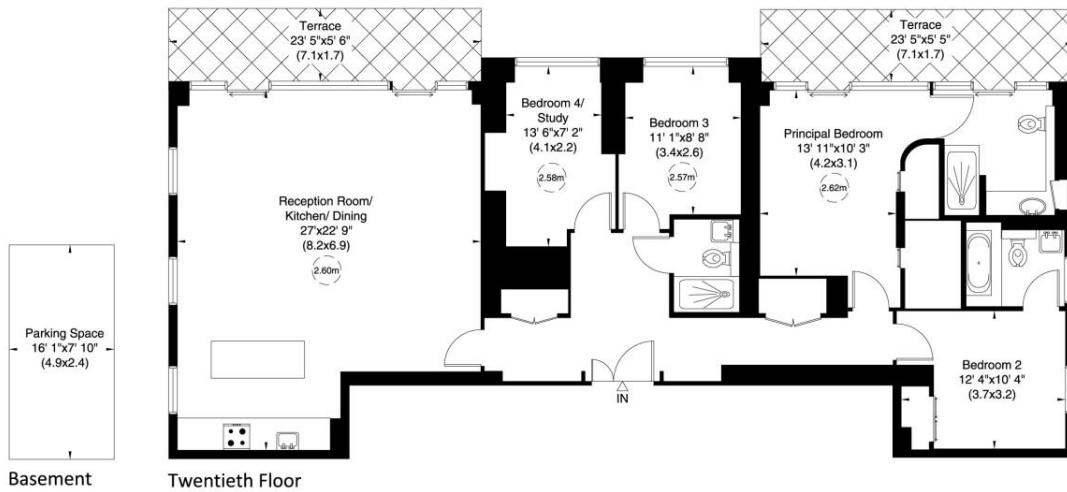 Terrace
23' 5"x5' 6"
(7.1x1.7)
Terrace
23' 5"x5' 5"
(7.1x1.7)
Bedroom 4/
Study
13' 6"x7' 2"
(4.1x2.2)
2.58m
Bedroom 3
11' 1"x8' 8"
(3.4x2.6)
2.57m
Principal Bedroom
13' 11"x10' 3"
(4.2x3.1)
2.62m
Reception Room/
Kitchen/ Dining
27'x22' 9"
(8.2x6.9)
2.60m
Parking Space
16' 1"x7' 10"
(4.9x2.4)
Bedroom 2
12' 4"x10' 4"
(3.7x3.2)
IN
Basement
Twentieth Floor